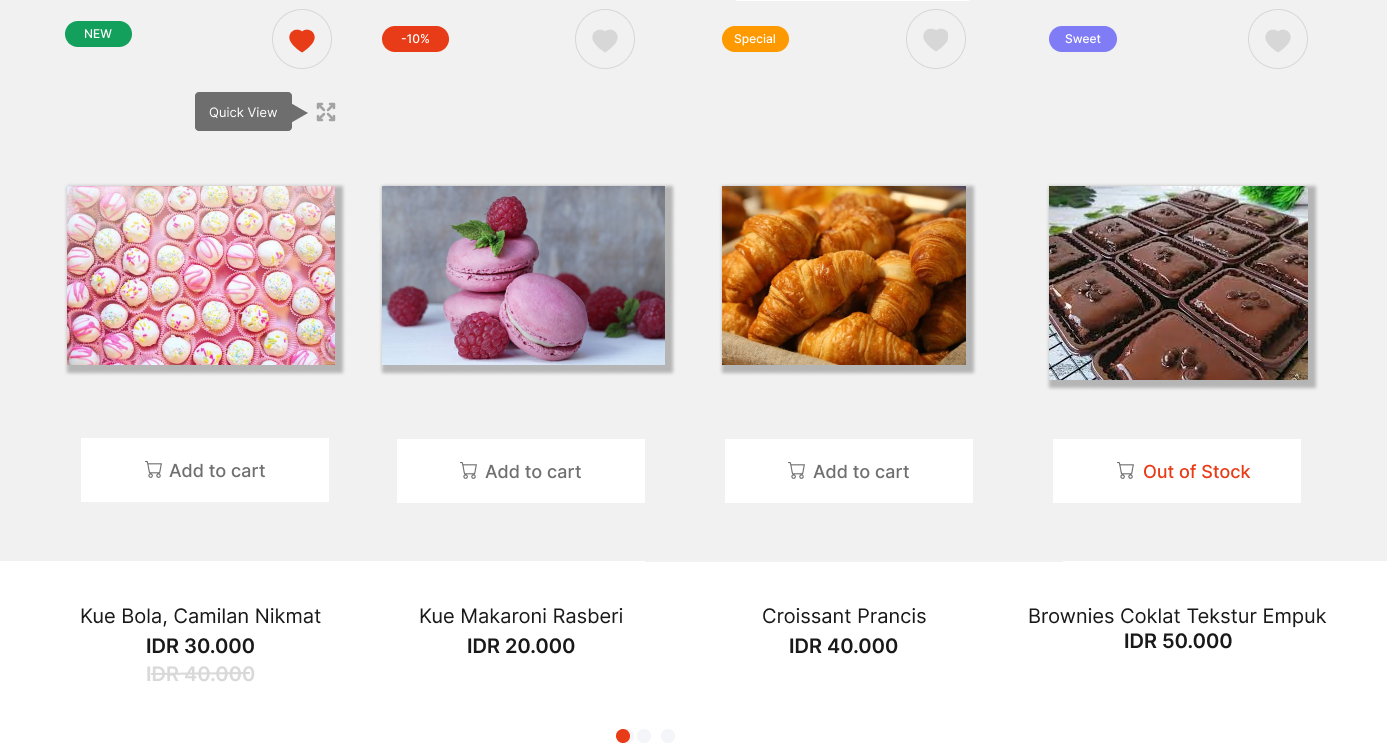 NEW
-10%
Special
Sweet
Quick View
Add to cart
Add to cart
Add to cart
Out of Stock
Kue Bola, Camilan Nikmat
IDR 30.000
IDR 40.000
Kue Makaroni Rasberi
IDR 20.000
Croissant Prancis
IDR 40.000
Brownies Coklat Tekstur Empuk
IDR 50.000